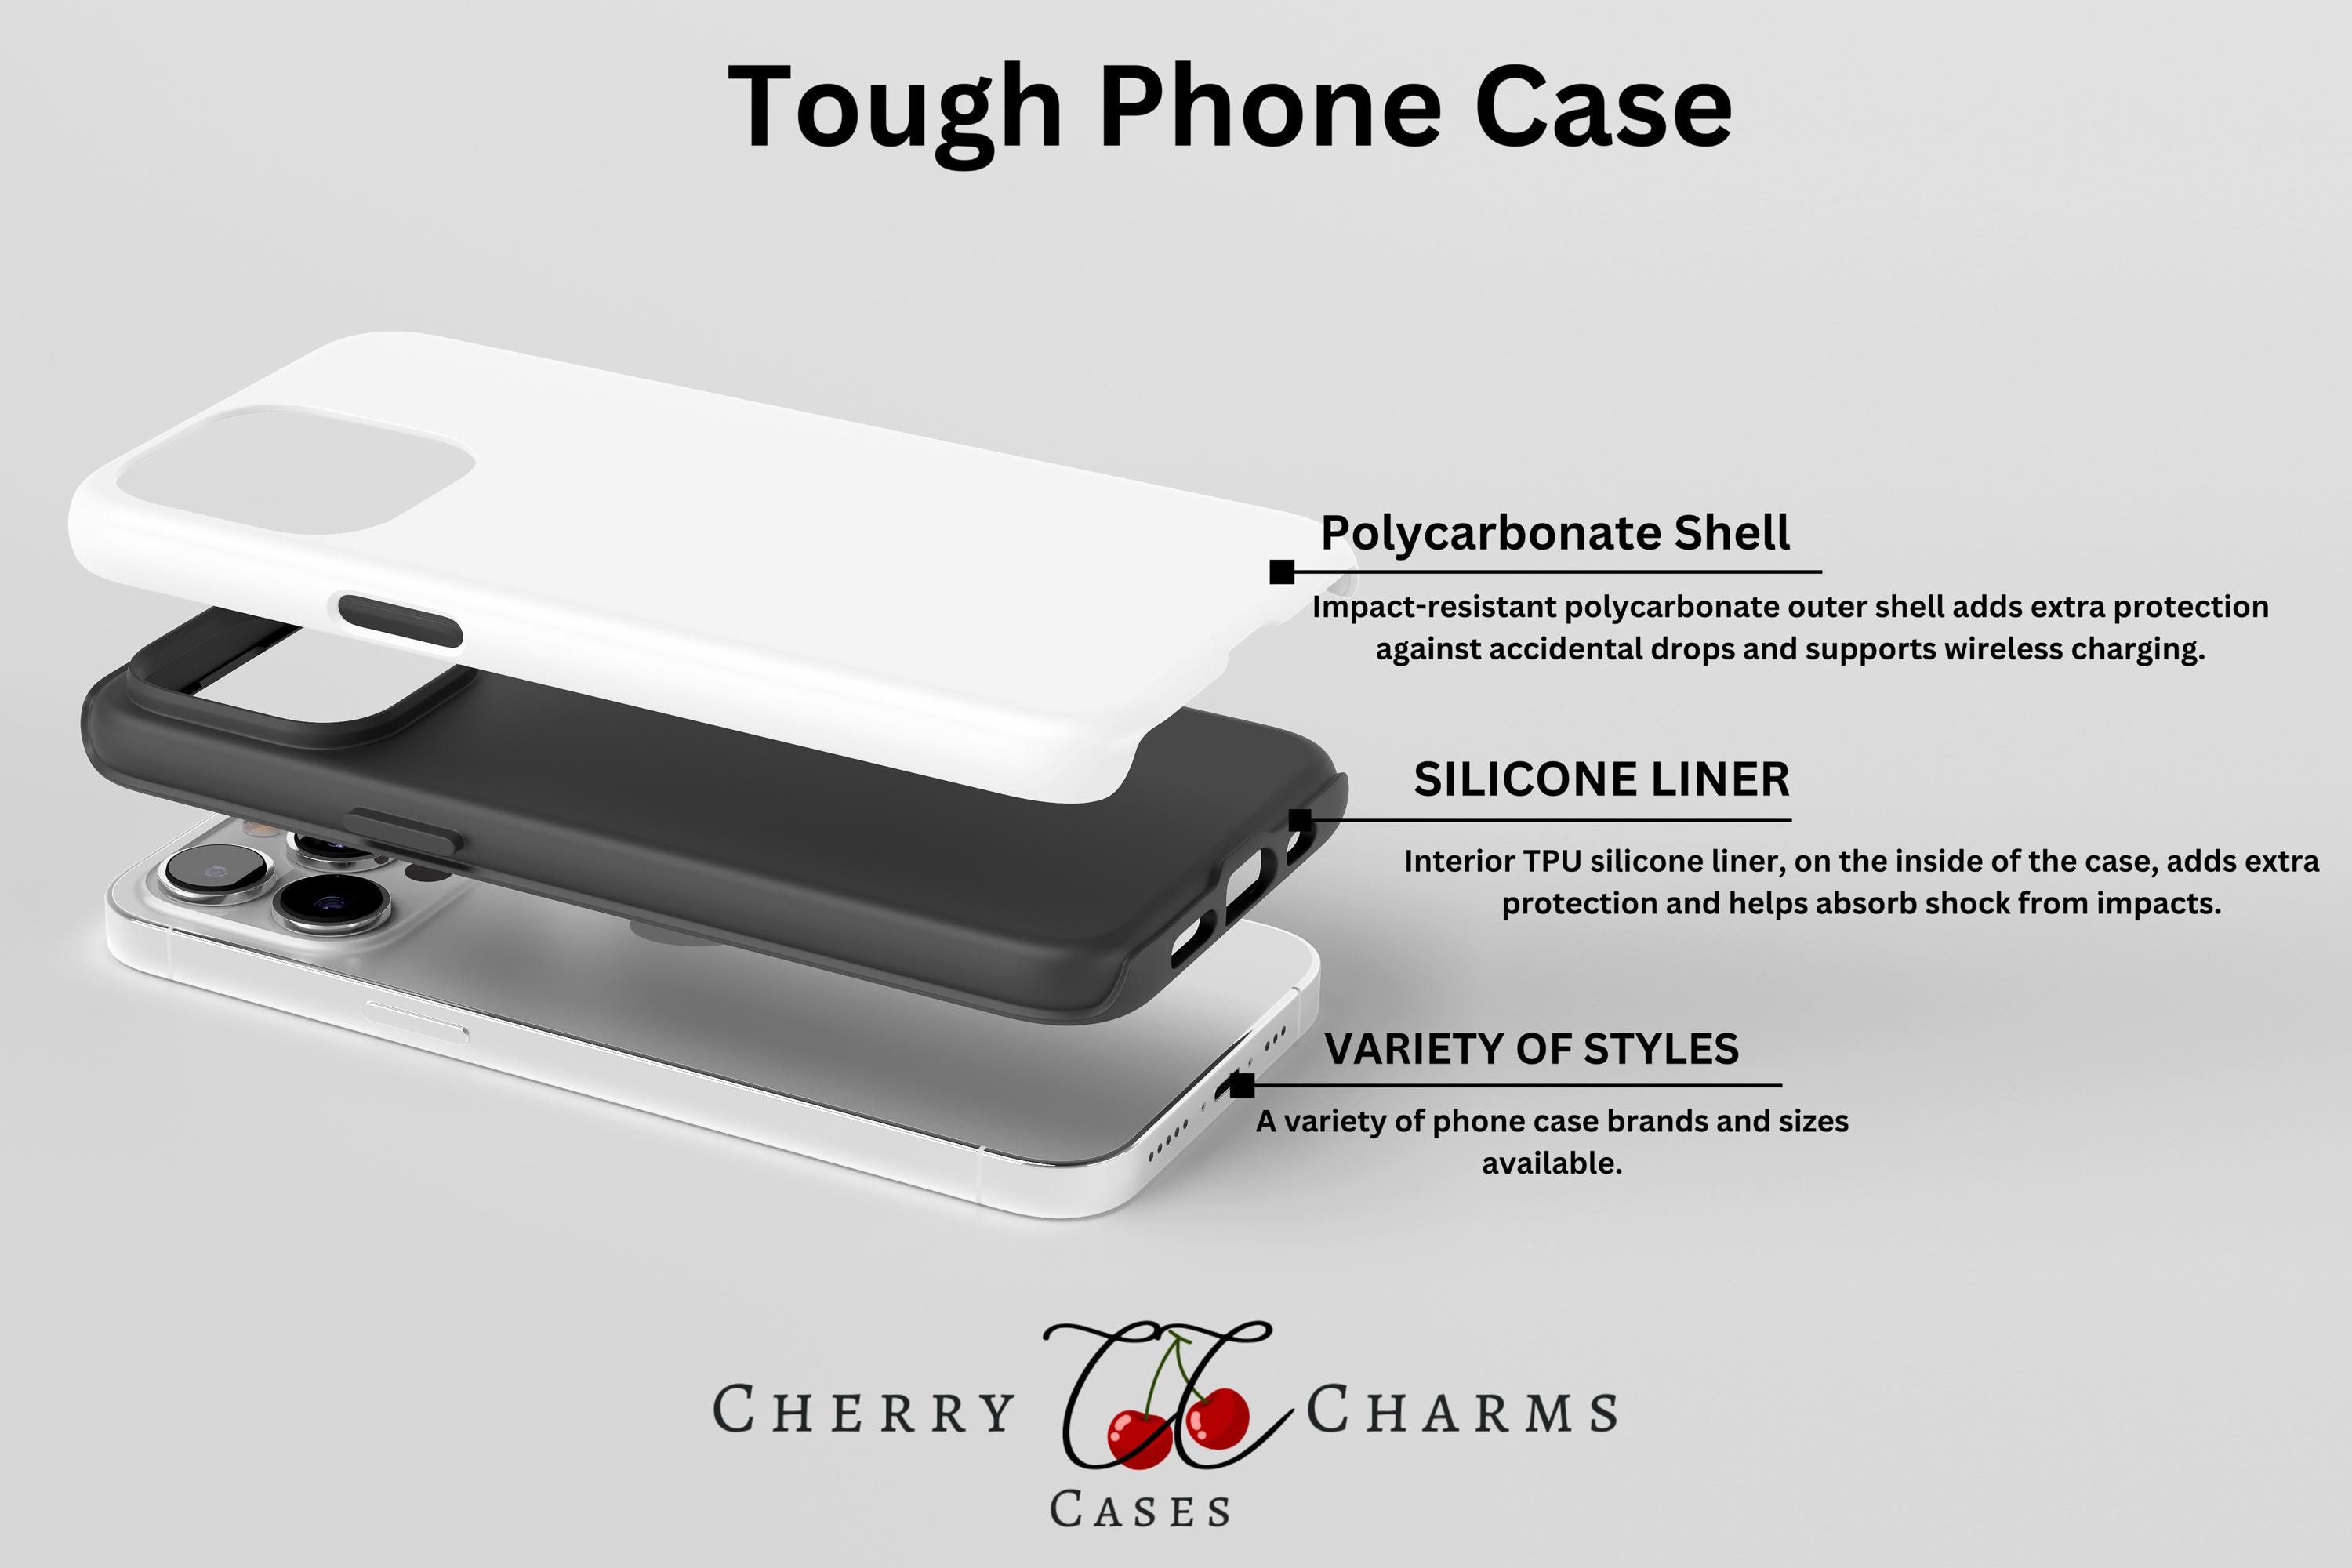 Tough Phone Case
Polycarbonate Shell
Impact-resistant polycarbonate outer shell adds extra protection
against accidental drops and supports wireless charging.
SILICONE LINER
Interior TPU silicone liner, on the inside of the case, adds extra
protection and helps absorb shock from impacts.
VARIETY OF STYLES
A variety of phone case brands and sizes
available.
CHERRY CC CHARMS
CASES